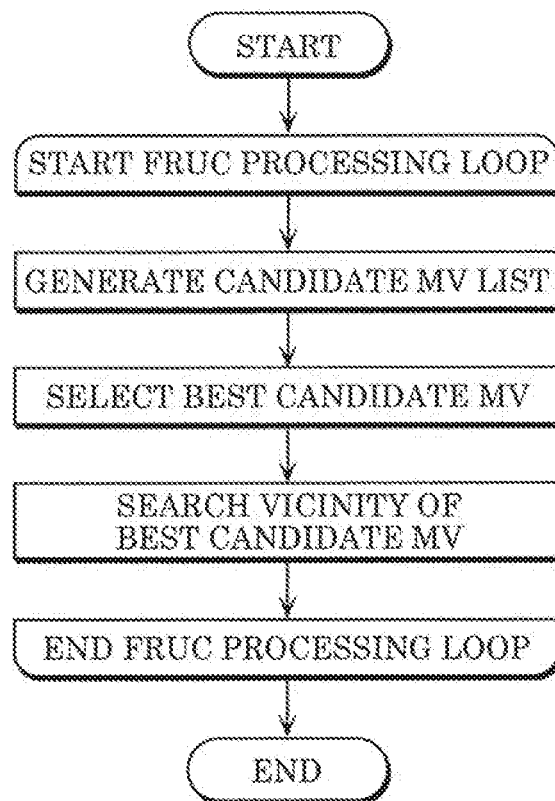 START
START FRUC PROCESSING LOOP
GENERATE CANDIDATE MV LIST
SELECT BEST CANDIDATE MV
SEARCH VICINITY OF
BEST CANDIDATE MV
END FRUC PROCESSING LOOP
END